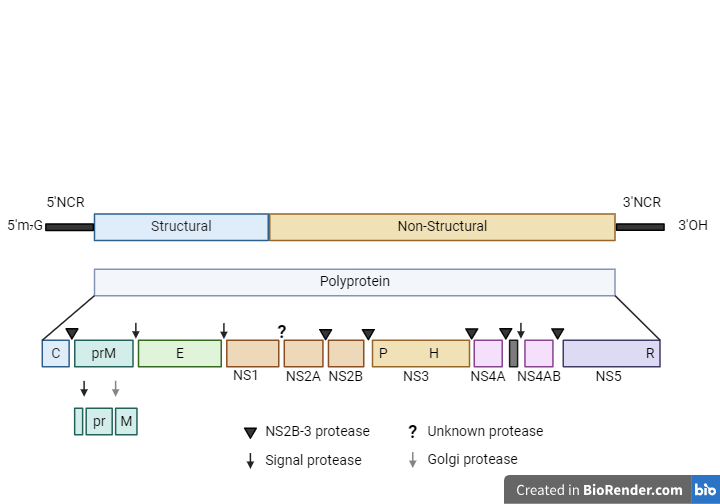 5'NCR 3'NCR
5'm7G Structural Non-Structural 3'OH
Polyprotein
?
C prM E P H R
NS1 NS2A NS2B NS3 NS4A NS4AB NS5
pr M
NS2B-3 protease ? Unknown protease
Signal protease Golgi protease
Created in BioRender.com bio